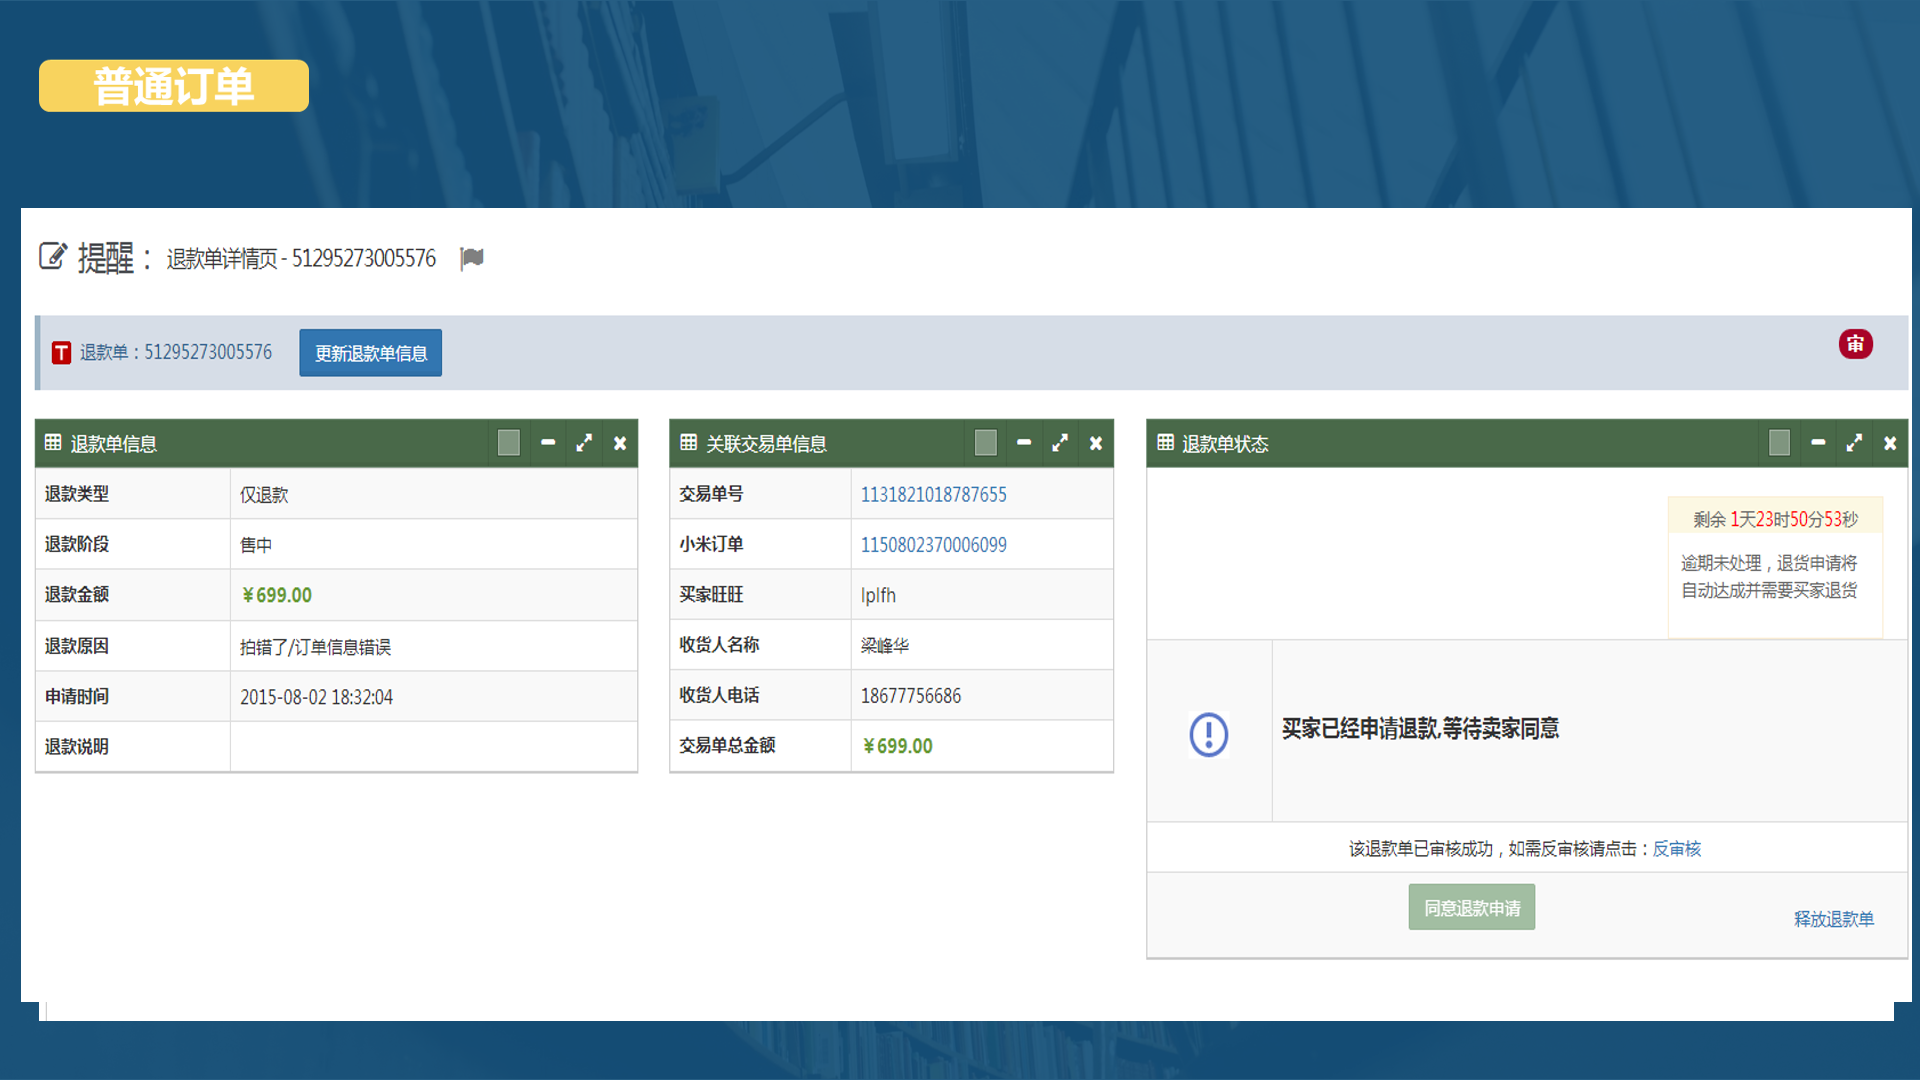 普通订单
提醒： 退款单详情页 - 51295273005576
T 退款单：51295273005576 更新退款单信息 审
退款单信息
退款类型 仅退款
退款阶段 售中
退款金额 ¥699.00
退款原因 拍错了/订单信息错误
申请时间 2015-08-02 18:32:04
退款说明
关联交易单信息
交易单号 1131821018787655
小米订单 1150802370006099
买家旺旺 lplfh
收货人名称 梁峰华
收货人电话 18677756686
交易单总金额 ¥699.00
退款单状态
剩余 1天23时50分53秒
逾期未处理，退货申请将
自动达成并需要买家退货
买家已经申请退款,等待卖家同意
该退款单已审核成功，如需反审核请点击：反审核
同意退款申请
释放退款单